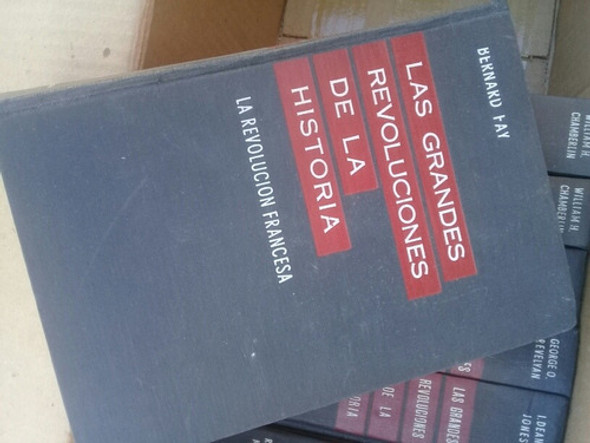 BERNARD FAY
LAS GRANDES
REVOLUCIONES
DE LA
HISTORIA
LA REVOLUCION FRANCESA
WILLIAM H.
CHAMBERLIN
WILLIAM H.
CHAMBERLIN
GEORGE O.
REVELYAN
I. DEAN
JONES
LAS GRANDES
REVOLUCIONES
DE LA